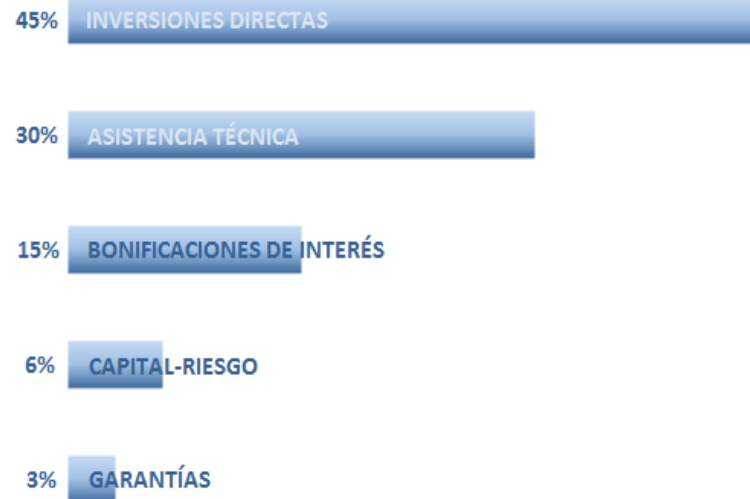 45% INVERSIONES DIRECTAS
30% ASISTENCIA TÉCNICA
15% BONIFICACIONES DE INTERÉS
6% CAPITAL-RIESGO
3% GARANTÍAS